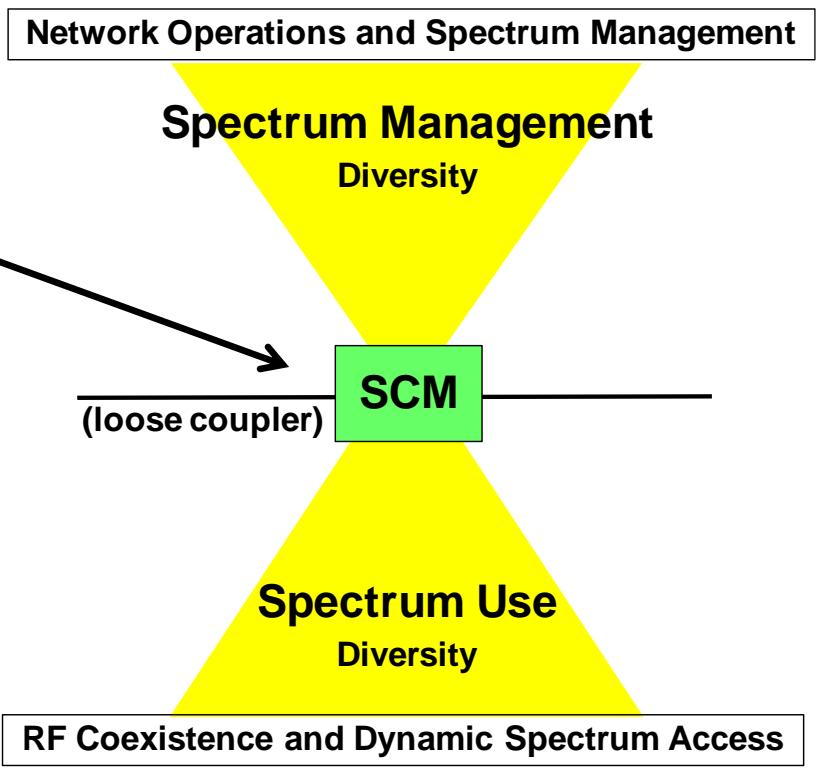 Network Operations and Spectrum Management
Spectrum Management
Diversity
SCM
(loose coupler)
Spectrum Use
Diversity
RF Coexistence and Dynamic Spectrum Access